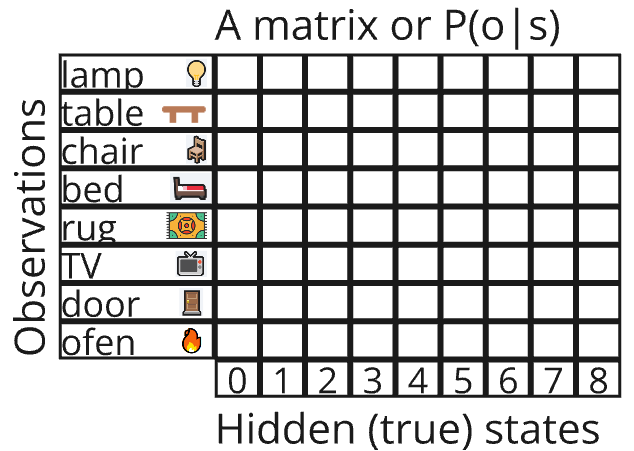 A matrix or P(o|s)
Observations
lamp
table
chair
bed
rug
TV
door
ofen
0 1 2 3 4 5 6 7 8
Hidden (true) states